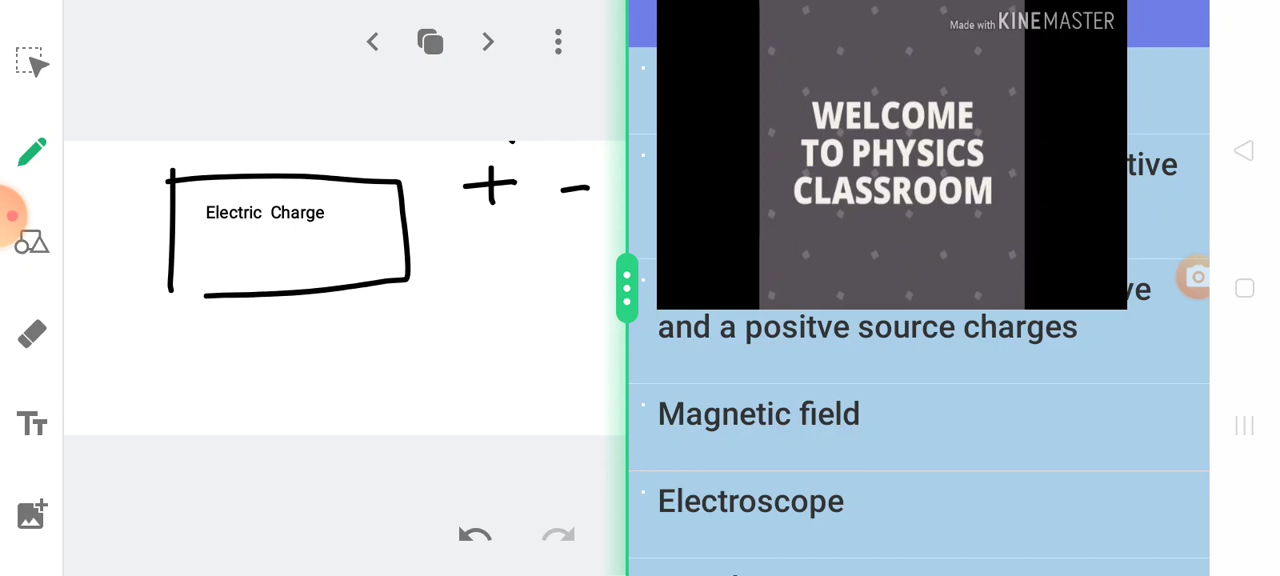 Electric Charge
+ -
Made with KINEMASTER
WELCOME
TO PHYSICS
CLASSROOM
tive
ve
and a positve source charges
Magnetic field
Electroscope